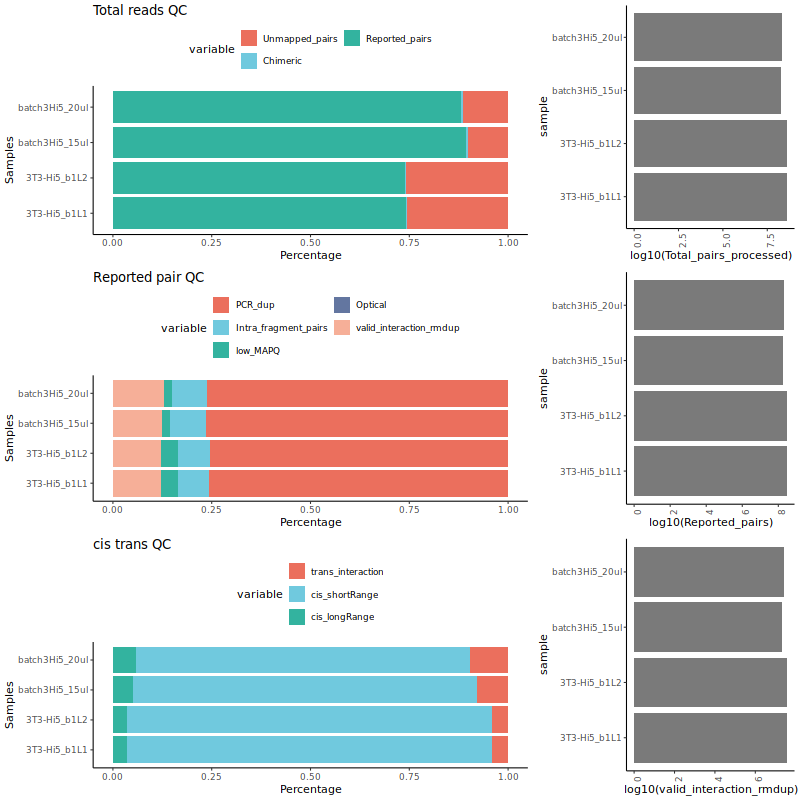 Total reads QC
variable
Unmapped_pairs
Reported_pairs
Chimeric
Samples
batch3Hi5_20ul
batch3Hi5_15ul
3T3-Hi5_b1L2
3T3-Hi5_b1L1
0.00 0.25 0.50 0.75 1.00
Percentage
sample
batch3Hi5_20ul
batch3Hi5_15ul
3T3-Hi5_b1L2
3T3-Hi5_b1L1
0.0 2.5 5.0 7.5
log10(Total_pairs_processed)
Reported pair QC
variable
PCR_dup
Optical
Intra_fragment_pairs
valid_interaction_rmdup
low_MAPQ
Samples
batch3Hi5_20ul
batch3Hi5_15ul
3T3-Hi5_b1L2
3T3-Hi5_b1L1
0.00 0.25 0.50 0.75 1.00
Percentage
sample
batch3Hi5_20ul
batch3Hi5_15ul
3T3-Hi5_b1L2
3T3-Hi5_b1L1
0 2 4 6 8
log10(Reported_pairs)
cis trans QC
variable
trans_interaction
cis_shortRange
cis_longRange
Samples
batch3Hi5_20ul
batch3Hi5_15ul
3T3-Hi5_b1L2
3T3-Hi5_b1L1
0.00 0.25 0.50 0.75 1.00
Percentage
sample
batch3Hi5_20ul
batch3Hi5_15ul
3T3-Hi5_b1L2
3T3-Hi5_b1L1
0 2 4 6
log10(valid_interaction_rmdup)